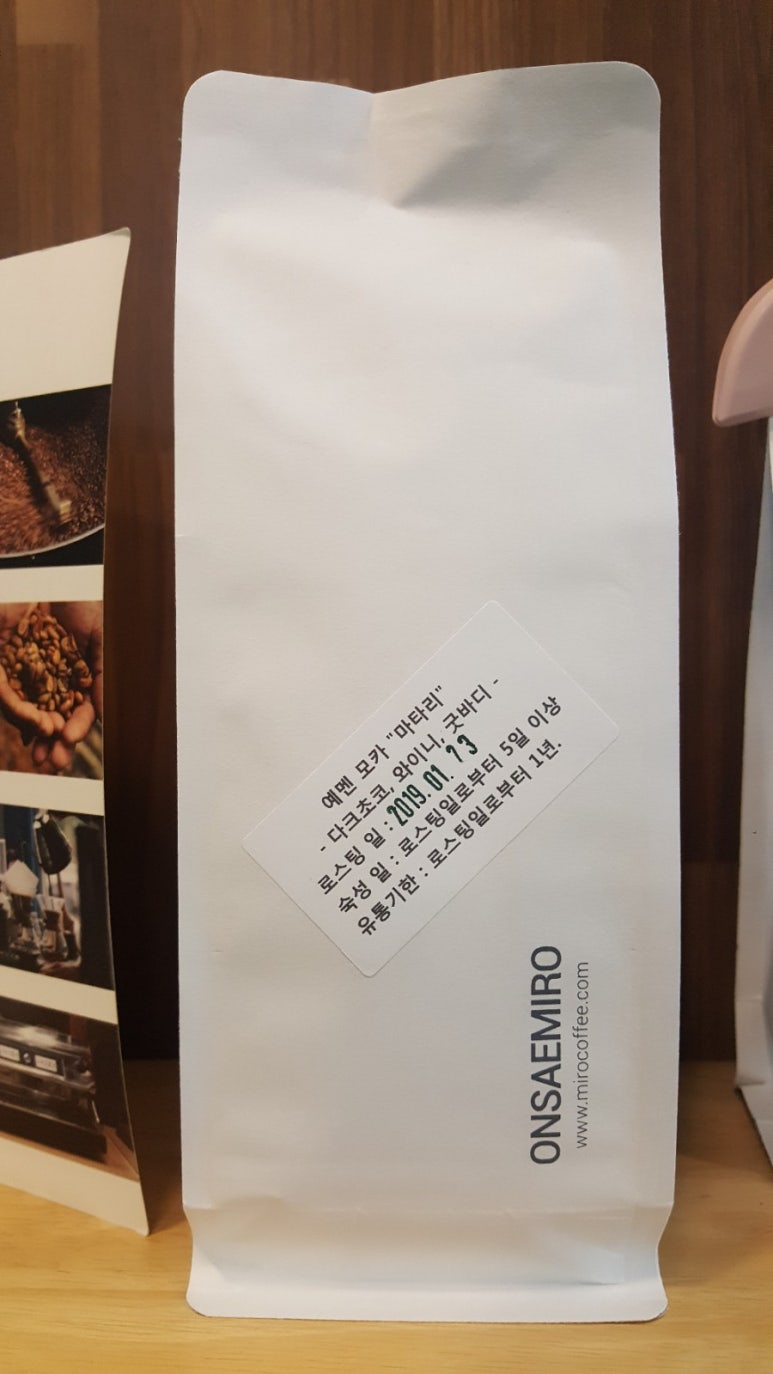 예멘 모카 "마타리"
- 다크초코, 와이니, 굿바디 -
로스팅 일 : 2019. 01. 13
숙성 일 : 로스팅일로부터 5일 이상
유통기한 : 로스팅일로부터 1년.
ONSAEMIRO
www.mirocoffee.com